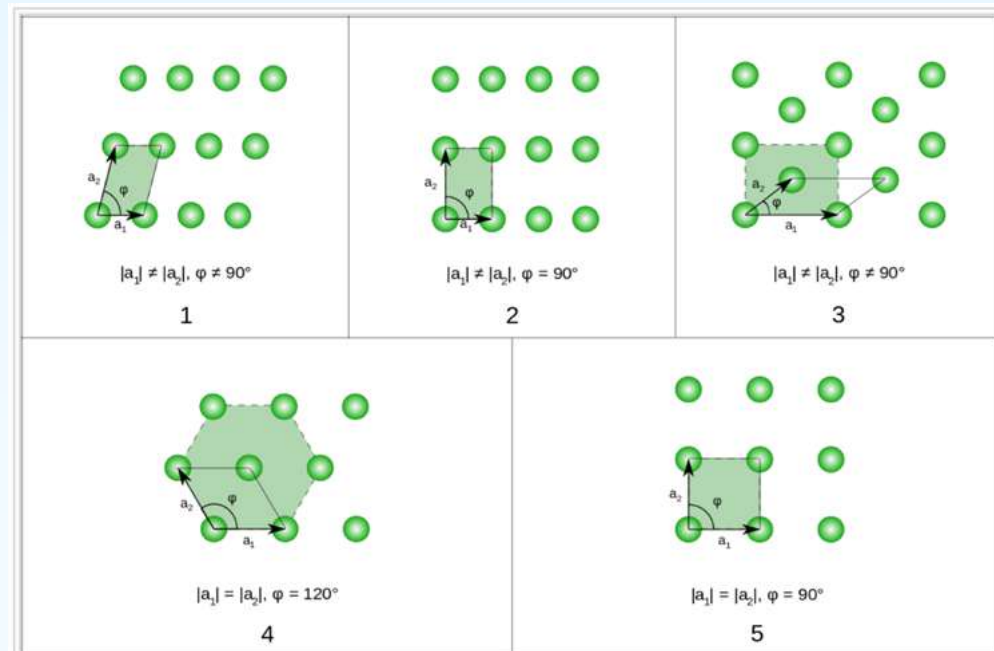 a₂
φ
a₁
|a₁| ≠ |a₂|, φ ≠ 90°
1
a₂
φ
a₁
|a₁| ≠ |a₂|, φ = 90°
2
a₂
φ
a₁
|a₁| ≠ |a₂|, φ ≠ 90°
3
a₂
φ
a₁
|a₁| = |a₂|, φ = 120°
4
a₂
φ
a₁
|a₁| = |a₂|, φ = 90°
5